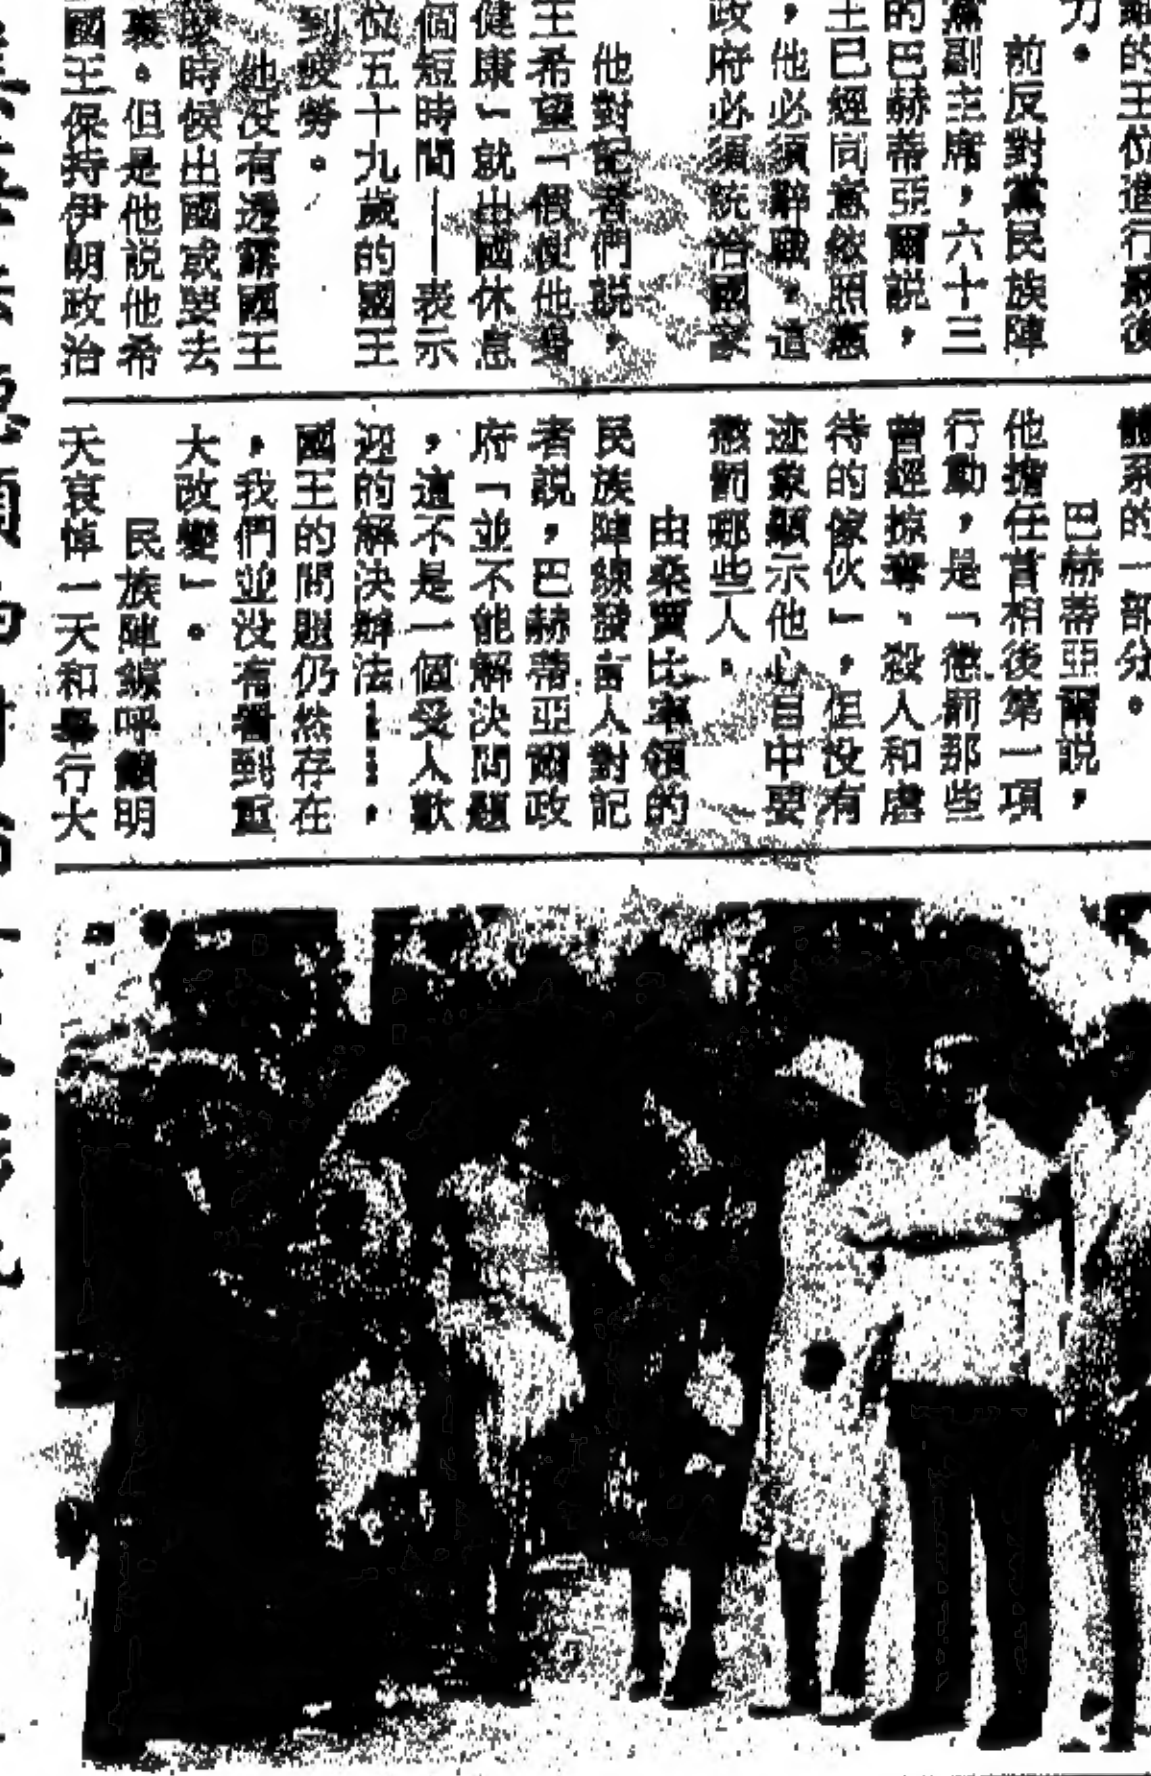 的王位進行最後
力。
前反對黨民族陣
黨副主席，六十三
的巴赫蒂亞爾説，
王已經同意依照憲
，他必須辭職，這
政府必須統治國家
他對記者們説，
王希望「假使他身
健康」就出國休息
個短時間——表示
位五十九歲的國王
到疲勞。
他没有透露國王
麼時候出國或要去
裏。但是他説他希
國王保持伊朗政治
體系的一部分。
巴赫蒂亞爾説，
他擔任首相後第一項
行動，是「懲罰那些
曾經掠奪、殺人和虐
待的傢伙」，但没有
迹象顯示他心目中要
懲罰哪些人。
由桑賈比率領的
民族陣線發言人對記
者説，巴赫蒂亞爾政
府「並不能解決問題
，這不是一個受人歡
迎的解決辦法——，
國王的問題仍然存在
，我們並没有看到重
大改變」。
民族陣線呼籲明
天哀悼一天和舉行大